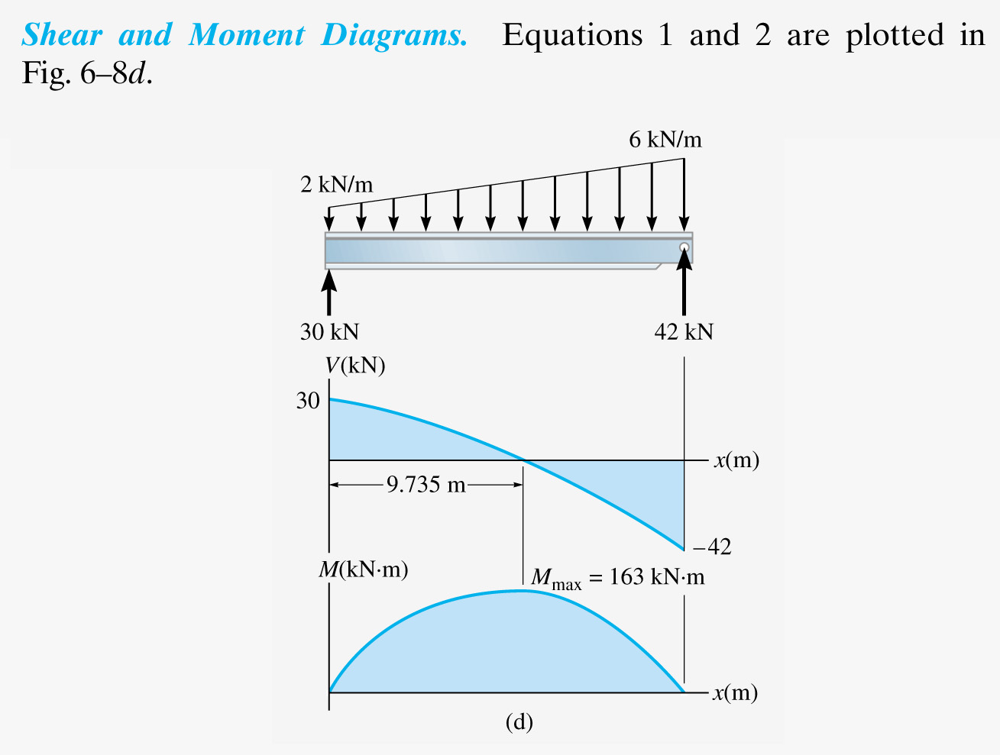 Shear and Moment Diagrams. Equations 1 and 2 are plotted in
Fig. 6–8d.
6 kN/m
2 kN/m
30 kN
42 kN
V(kN)
30
x(m)
9.735 m
–42
M(kN·m)
Mmax = 163 kN·m
x(m)
(d)